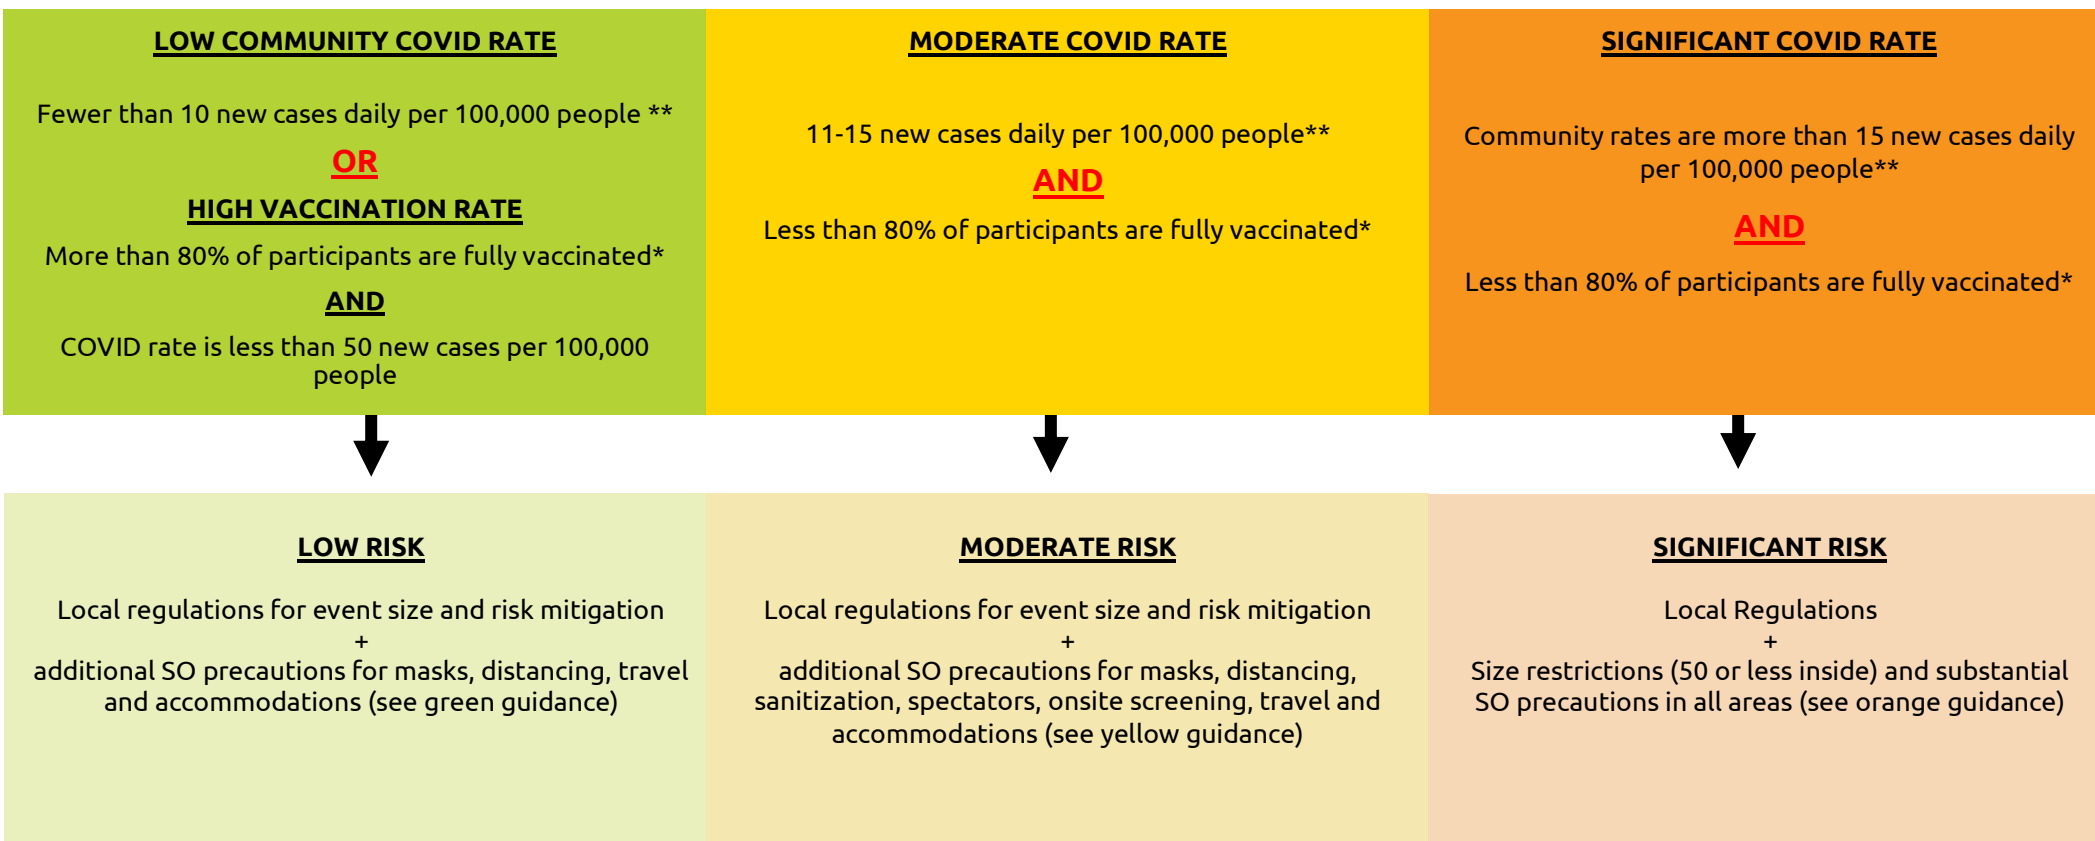 LOW COMMUNITY COVID RATE
Fewer than 10 new cases daily per 100,000 people **
OR
HIGH VACCINATION RATE
More than 80% of participants are fully vaccinated*
AND
COVID rate is less than 50 new cases per 100,000
people
MODERATE COVID RATE
11-15 new cases daily per 100,000 people**
AND
Less than 80% of participants are fully vaccinated*
SIGNIFICANT COVID RATE
Community rates are more than 15 new cases daily
per 100,000 people**
AND
Less than 80% of participants are fully vaccinated*
LOW RISK
Local regulations for event size and risk mitigation
+
additional SO precautions for masks, distancing, travel
and accommodations (see green guidance)
MODERATE RISK
Local regulations for event size and risk mitigation
+
additional SO precautions for masks, distancing,
sanitization, spectators, onsite screening, travel and
accommodations (see yellow guidance)
SIGNIFICANT RISK
Local Regulations
+
Size restrictions (50 or less inside) and substantial
SO precautions in all areas (see orange guidance)